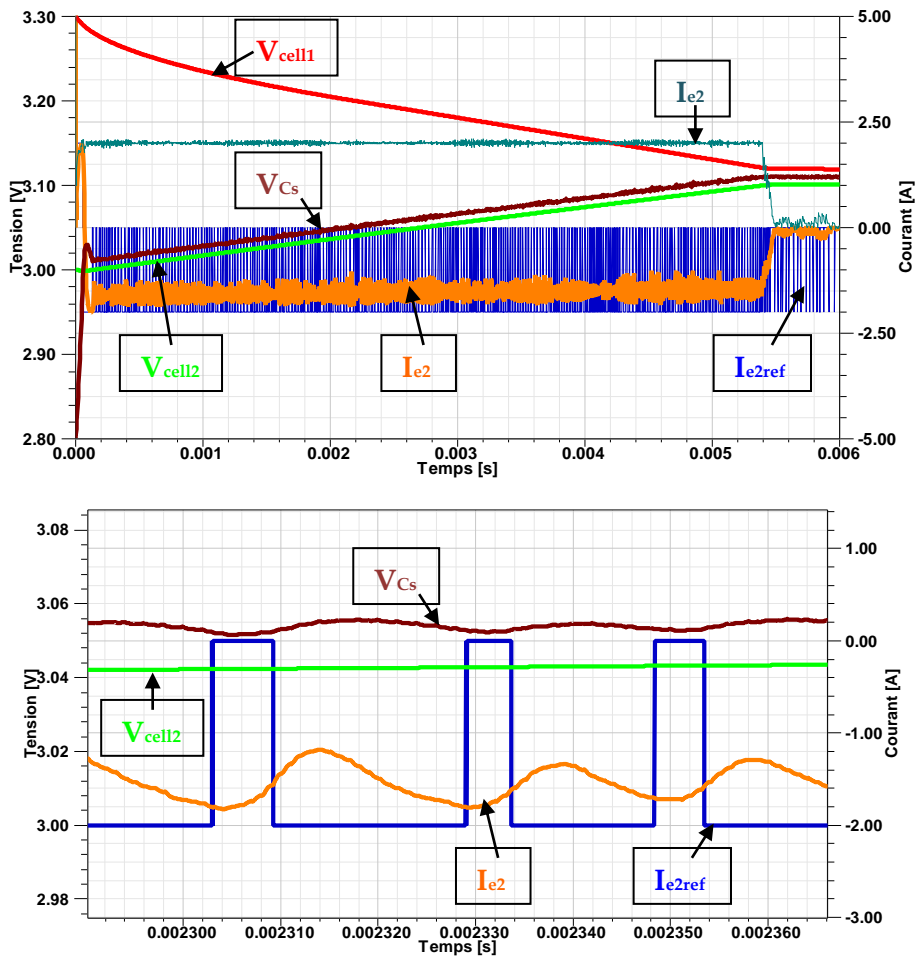 3.30
5.00
Vcell1
Ie2
3.20
2.50
VCs
3.10
Tension [V]
0.00
Courant [A]
3.00
-2.50
2.90
Vcell2
Ie2
Ie2ref
2.80
-5.00
0.000 0.001 0.002 0.003 0.004 0.005 0.006
Temps [s]
3.08
1.00
VCs
3.06
0.00
3.04
Tension [V]
Courant [A]
Vcell2
-1.00
3.02
3.00
-2.00
Ie2
Ie2ref
2.98
-3.00
0.002300 0.002310 0.002320 0.002330 0.002340 0.002350 0.002360
Temps [s]